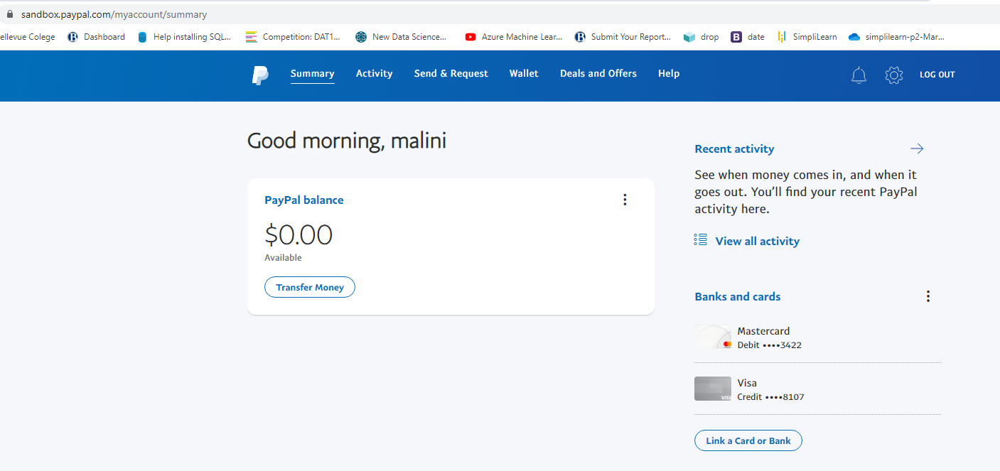 sandbox.paypal.com/myaccount/summary
ellevue Colege Dashboard Help installing SQL... Competition: DAT1... New Data Science... Azure Machine Lear... Submit Your Report... drop B date SimpliLearn simplilearn-p2-Mar...
Summary Activity Send & Request Wallet Deals and Offers Help LOG OUT
Good morning, malini
PayPal balance
$0.00
Available
Transfer Money
Recent activity
See when money comes in, and when it
goes out. You’ll find your recent PayPal
activity here.
View all activity
Banks and cards
Mastercard
Debit ••••3422
VISA
Visa
Credit ••••8107
Link a Card or Bank